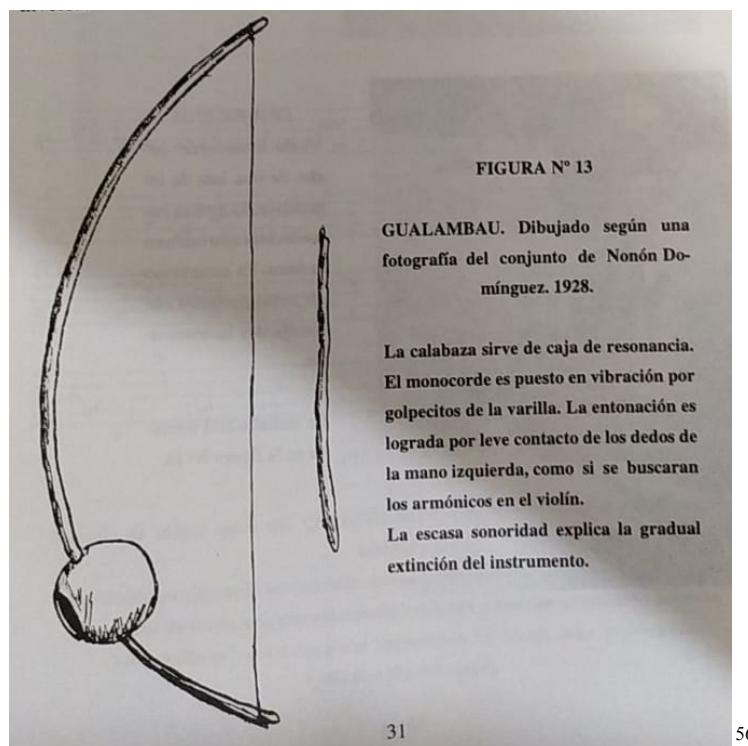 FIGURA Nº 13
GUALAMBAU. Dibujado según una
fotografía del conjunto de Nonón Do-
mínguez. 1928.
La calabaza sirve de caja de resonancia.
El monocorde es puesto en vibración por
golpecitos de la varilla. La entonación es
lograda por leve contacto de los dedos de
la mano izquierda, como si se buscaran
los armónicos en el violín.
La escasa sonoridad explica la gradual
extinción del instrumento.
31